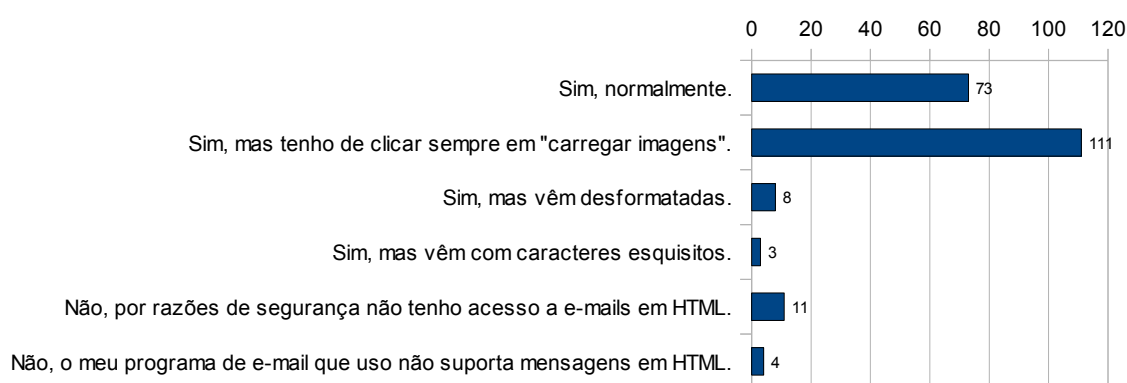 0 20 40 60 80 100 120
Sim, normalmente. 73
Sim, mas tenho de clicar sempre em "carregar imagens". 111
Sim, mas vêm desformatadas. 8
Sim, mas vêm com caracteres esquisitos. 3
Não, por razões de segurança não tenho acesso a e-mails em HTML. 11
Não, o meu programa de e-mail que uso não suporta mensagens em HTML. 4